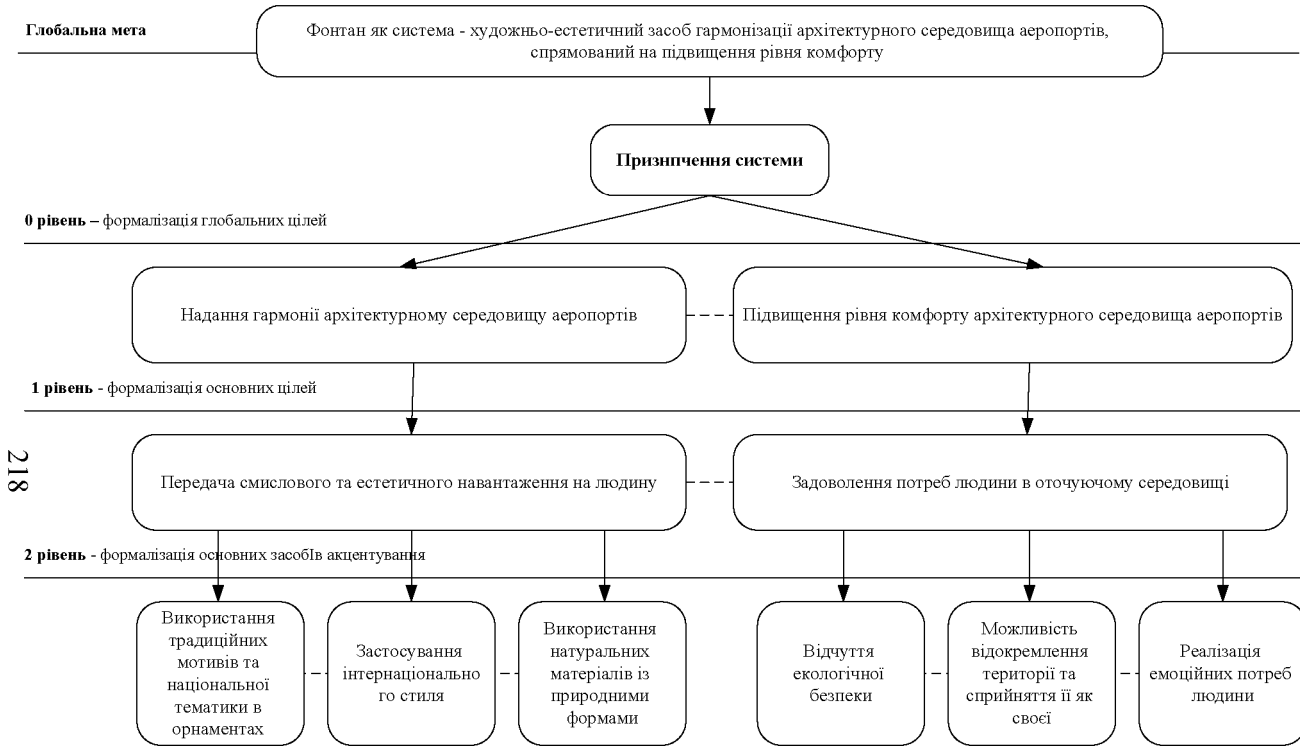 Глобальна мета
Фонтан як система - художньо-естетичний засоб гармонізації архітектурного середовища аеропортів,
спрямований на підвищення рівня комфорту
Призніпчення системи
0 рівень – формалізація глобальних цілей
Надання гармонії архітектурному середовищу аеропортів
Підвищення рівня комфорту архітектурного середовища аеропортів
1 рівень - формалізація основних цілей
Передача смислового та естетичного навантаження на людину
Задоволення потреб людини в оточуючому середовищі
218
2 рівень - формалізація основних засобІв акцентування
Використання
традиційних
мотивів та
національної
тематики в
орнаментах
Застосування
інтернаціонально
го стиля
Використання
натуральних
матеріалів із
природними
формами
Відчуття
екологічної
безпеки
Можливість
відокремлення
території та
сприйняття її як
своєї
Реалізація
емоційних потреб
людини